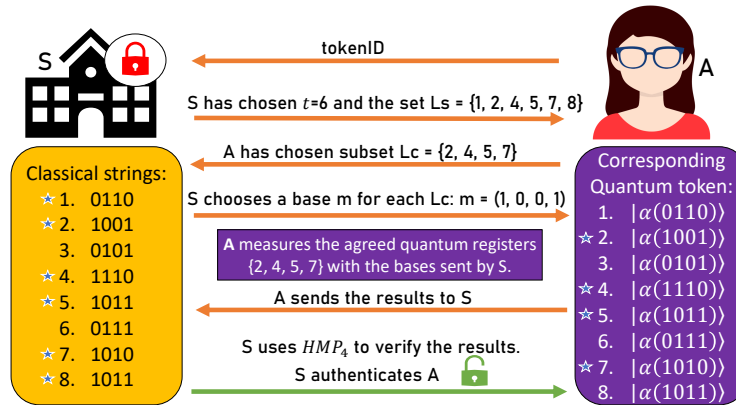 tokenID
S
A
S has chosen t=6 and the set Ls = {1, 2, 4, 5, 7, 8}
A has chosen subset Lc = {2, 4, 5, 7}
S chooses a base m for each Lc: m = (1, 0, 0, 1)
A measures the agreed quantum registers
{2, 4, 5, 7} with the bases sent by S.
A sends the results to S
S uses HMP₄ to verify the results.
S authenticates A
Classical strings:
1. 0110
2. 1001
3. 0101
4. 1110
5. 1011
6. 0111
7. 1010
8. 1011
Corresponding
Quantum token:
1. |α(0110)⟩
2. |α(1001)⟩
3. |α(0101)⟩
4. |α(1110)⟩
5. |α(1011)⟩
6. |α(0111)⟩
7. |α(1010)⟩
8. |α(1011)⟩